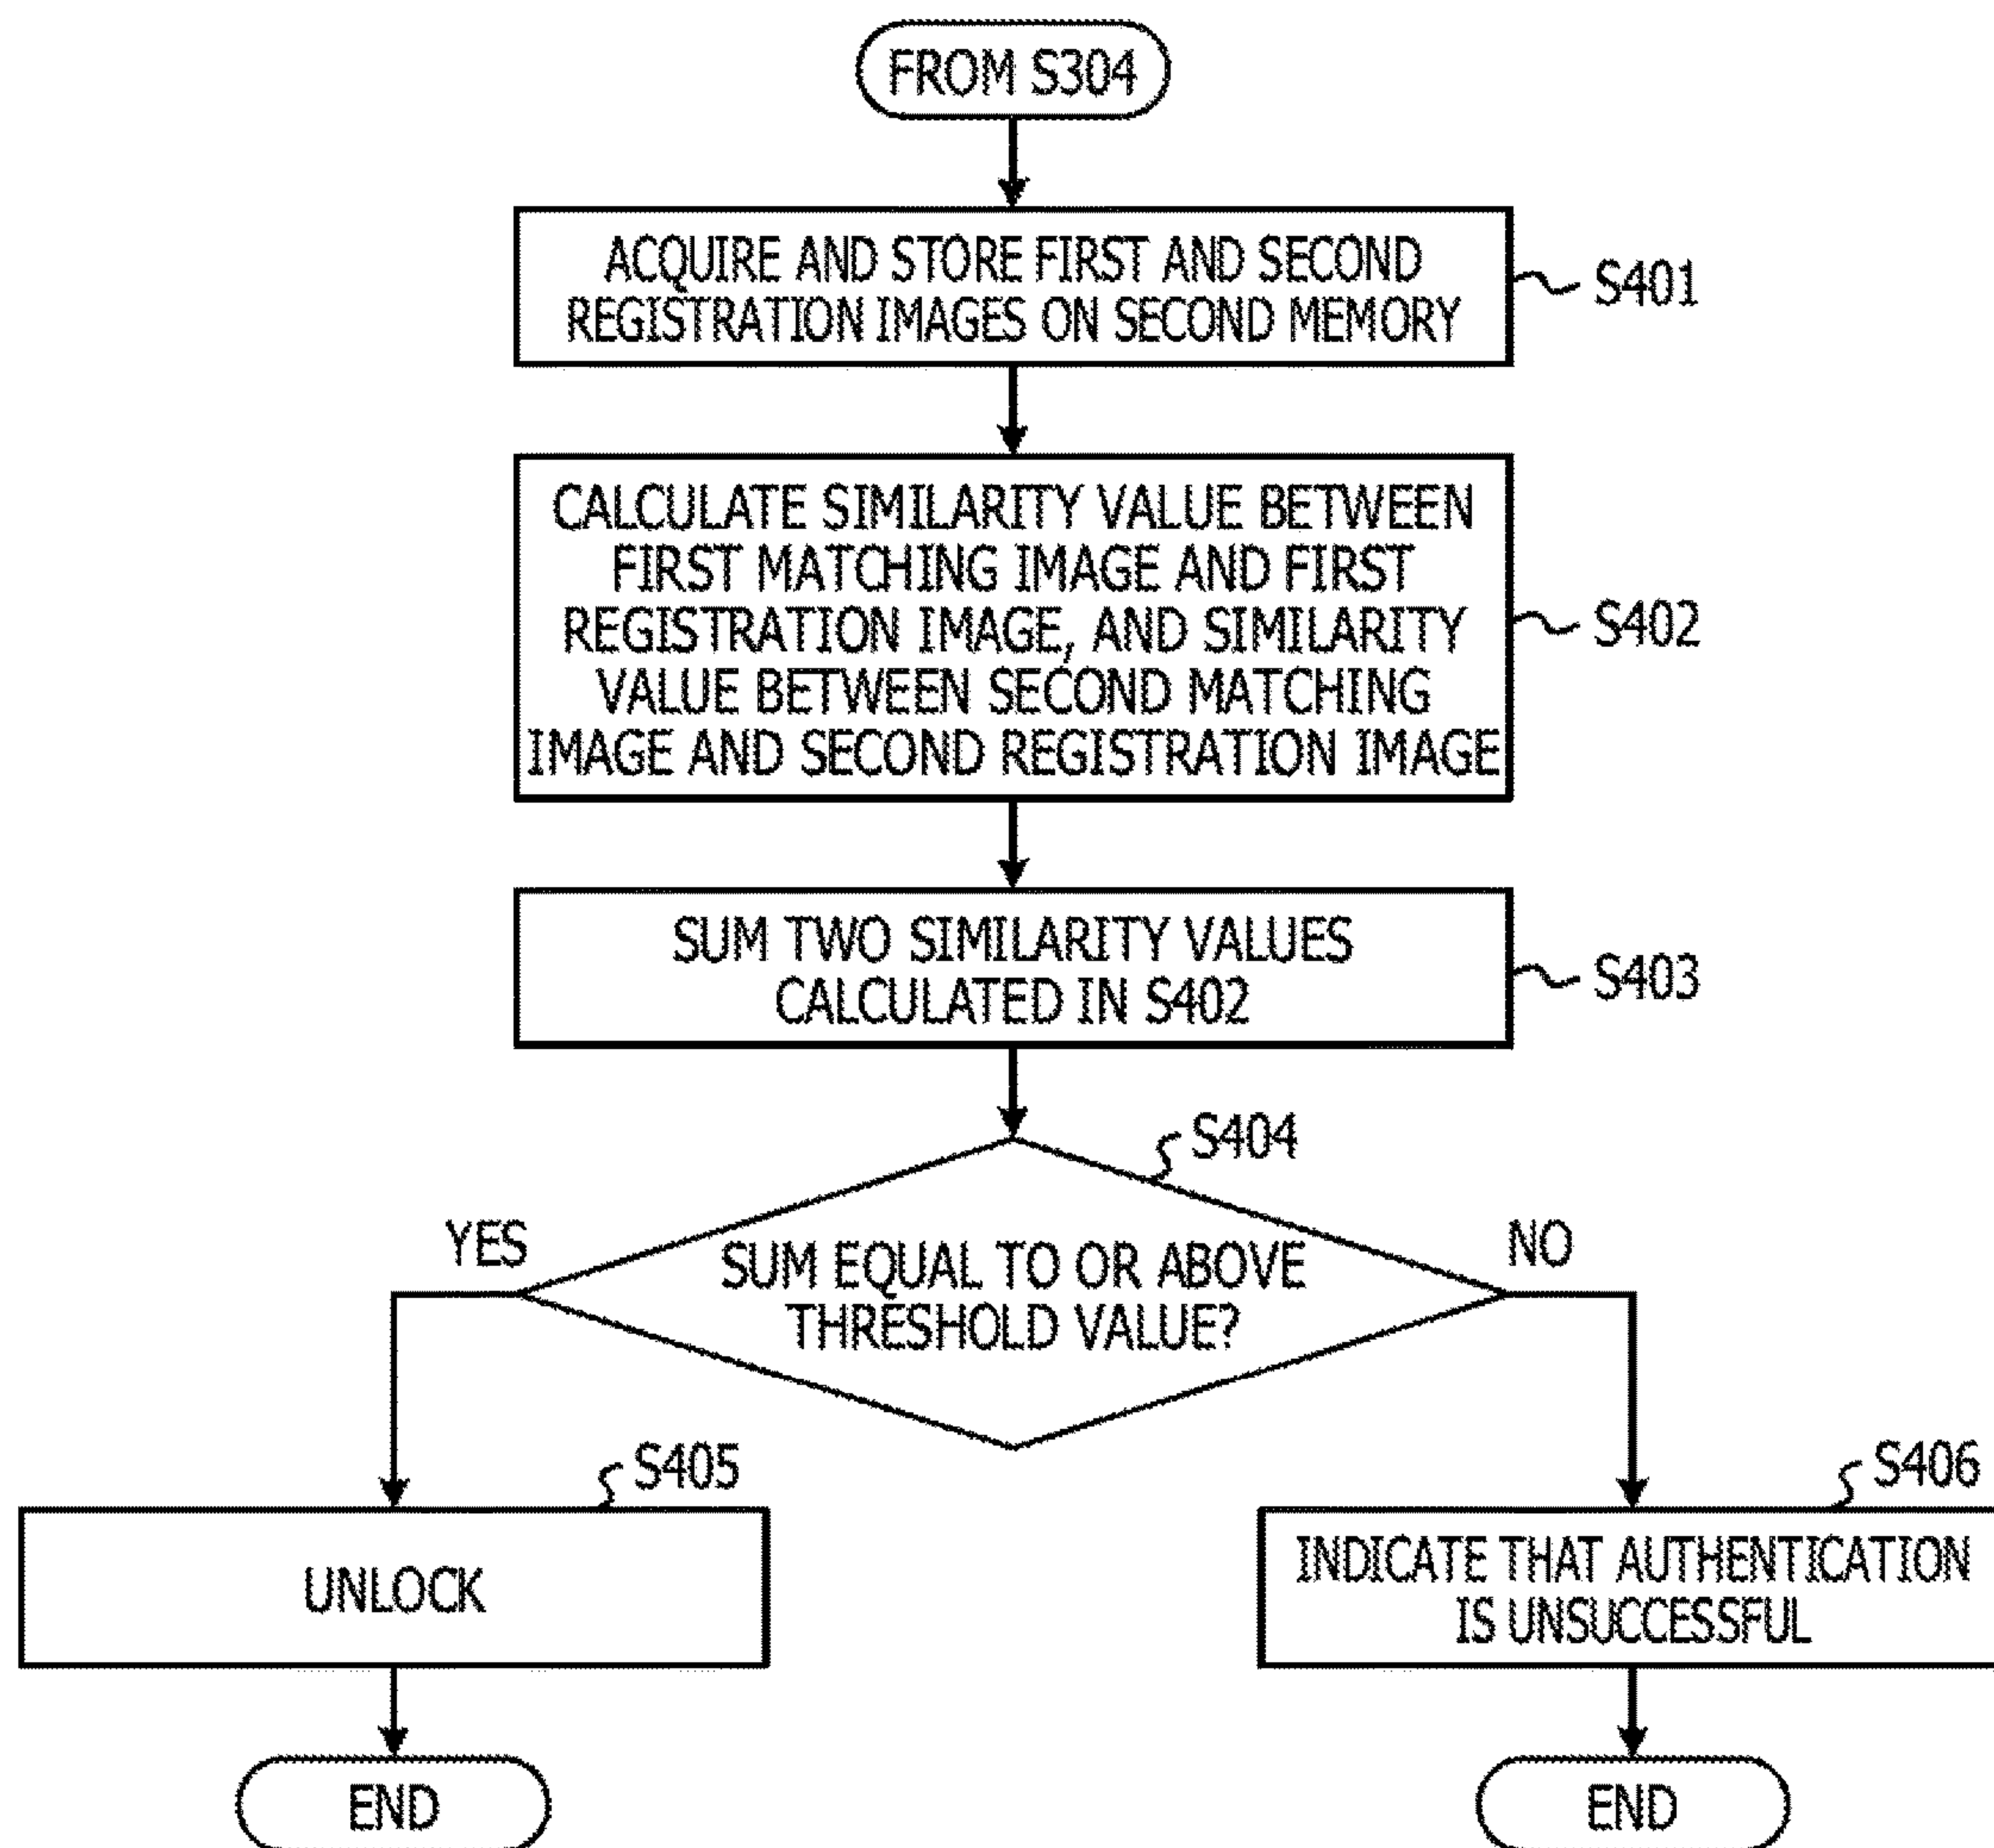 FROM S304
ACQUIRE AND STORE FIRST AND SECOND
REGISTRATION IMAGES ON SECOND MEMORY
S401
CALCULATE SIMILARITY VALUE BETWEEN
FIRST MATCHING IMAGE AND FIRST
REGISTRATION IMAGE, AND SIMILARITY
VALUE BETWEEN SECOND MATCHING
IMAGE AND SECOND REGISTRATION IMAGE
S402
SUM TWO SIMILARITY VALUES
CALCULATED IN S402
S403
S404
YES
SUM EQUAL TO OR ABOVE
THRESHOLD VALUE?
NO
S405
UNLOCK
S406
INDICATE THAT AUTHENTICATION
IS UNSUCCESSFUL
END
END